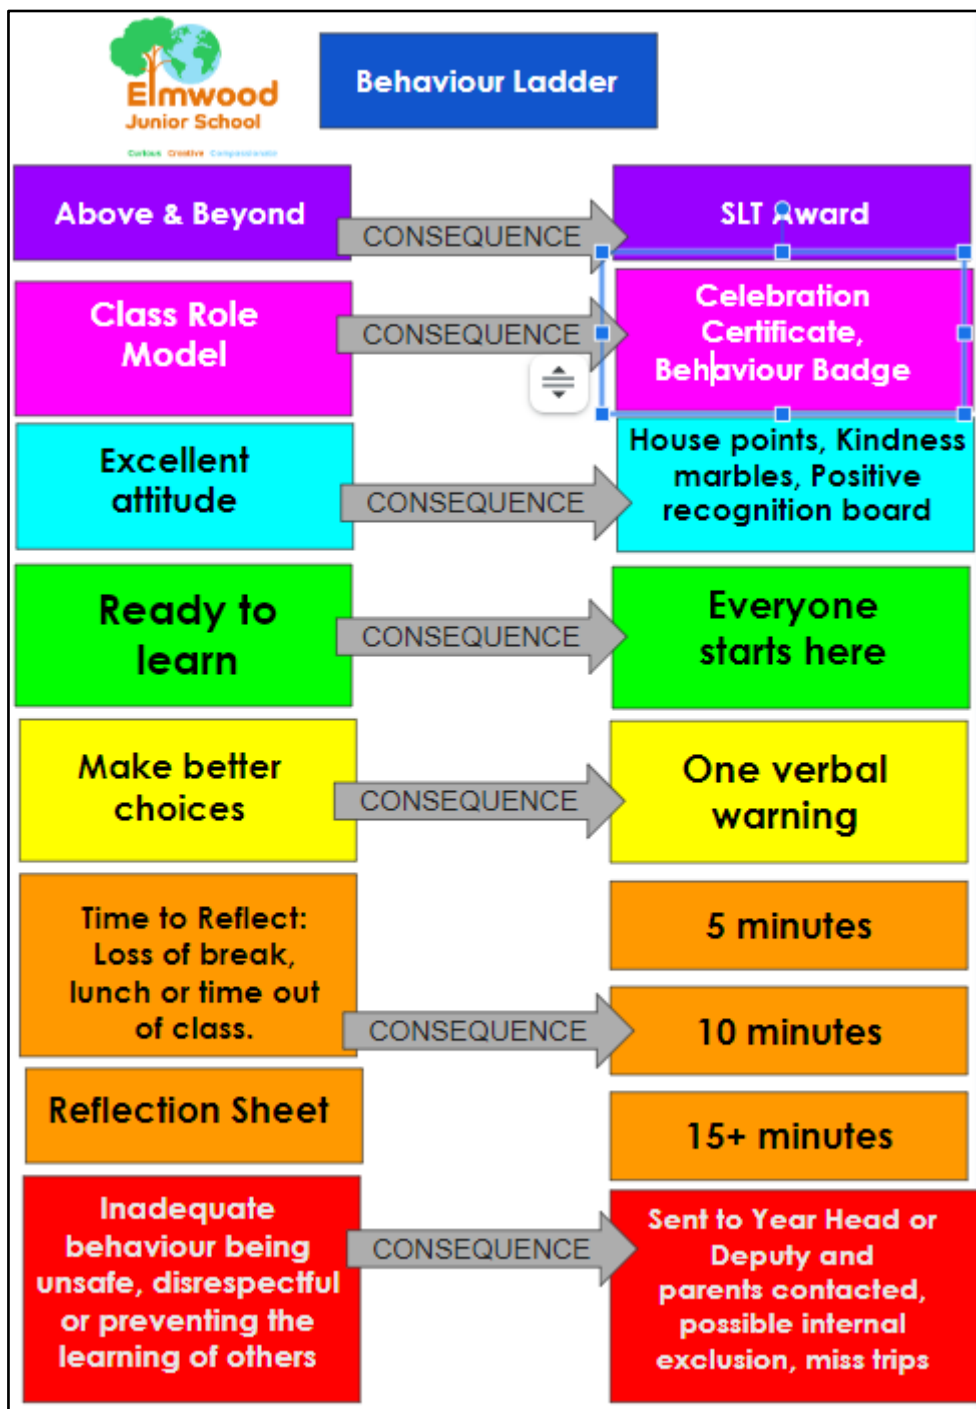 Elmwood
Junior School
Curious Creative Compassionate
Behaviour Ladder
Above & Beyond
CONSEQUENCE
SLT Award
Class Role
Model
CONSEQUENCE
Celebration
Certificate,
Behaviour Badge
Excellent
attitude
CONSEQUENCE
House points, Kindness
marbles, Positive
recognition board
Ready to
learn
CONSEQUENCE
Everyone
starts here
Make better
choices
CONSEQUENCE
One verbal
warning
Time to Reflect:
Loss of break,
lunch or time out
of class.
CONSEQUENCE
5 minutes
10 minutes
Reflection Sheet
15+ minutes
Inadequate
behaviour being
unsafe, disrespectful
or preventing the
learning of others
CONSEQUENCE
Sent to Year Head or
Deputy and
parents contacted,
possible internal
exclusion, miss trips